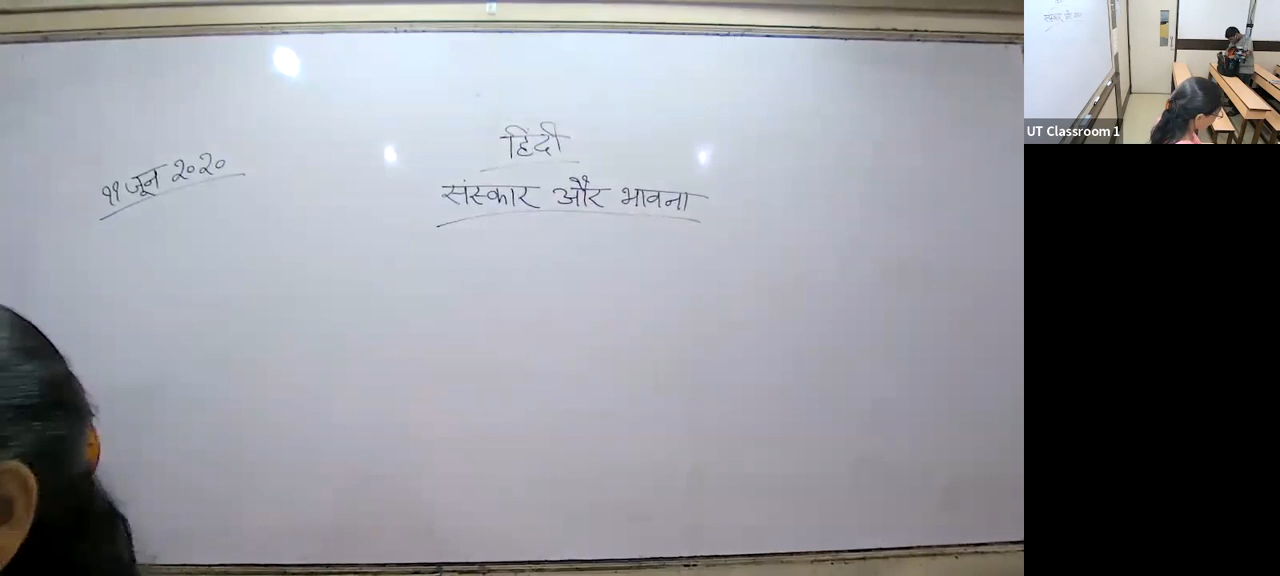 हिंदी
११ जून २०२०
संस्कार और भावना
UT Classroom 1